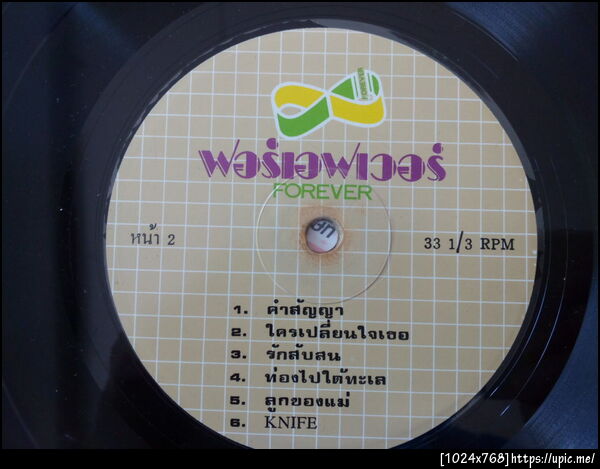 FOREVER
ฟอร์เอฟเวอร์
FOREVER
หน้า 2
33 1/3 RPM
1. คำสัญญา
2. ใครเปลี่ยนใจเธอ
3. รักสับสน
4. ท่องไปใต้ทะเล
5. ลูกของแม่
6. KNIFE
[1024x768]https://upic.me/